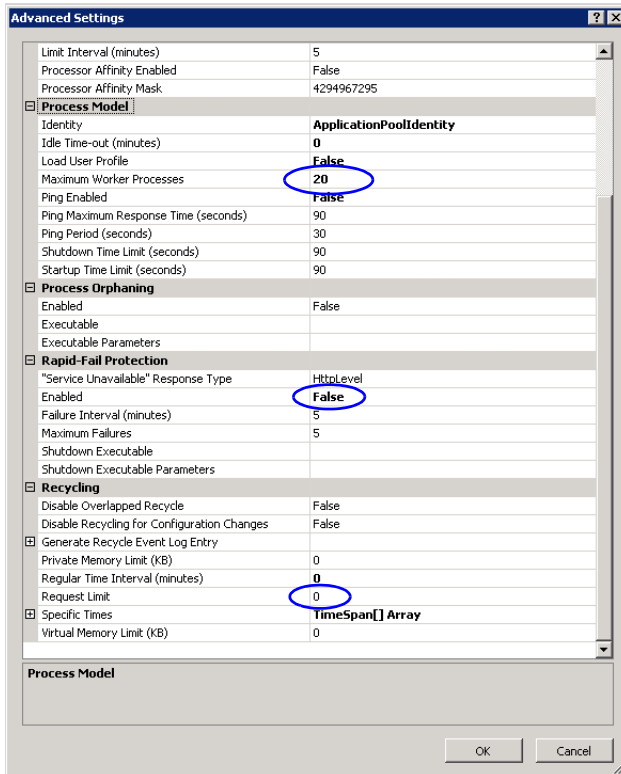 Advanced Settings
Limit Interval (minutes) 5
Processor Affinity Enabled False
Processor Affinity Mask 4294967295
Process Model
Identity ApplicationPoolIdentity
Idle Time-out (minutes) 0
Load User Profile False
Maximum Worker Processes 20
Ping Enabled False
Ping Maximum Response Time (seconds) 90
Ping Period (seconds) 30
Shutdown Time Limit (seconds) 90
Startup Time Limit (seconds) 90
Process Orphaning
Enabled False
Executable
Executable Parameters
Rapid-Fail Protection
"Service Unavailable" Response Type HttpLevel
Enabled False
Failure Interval (minutes) 5
Maximum Failures 5
Shutdown Executable
Shutdown Executable Parameters
Recycling
Disable Overlapped Recycle False
Disable Recycling for Configuration Changes False
Generate Recycle Event Log Entry
Private Memory Limit (KB) 0
Regular Time Interval (minutes) 0
Request Limit 0
Specific Times TimeSpan[] Array
Virtual Memory Limit (KB) 0
Process Model
OK Cancel